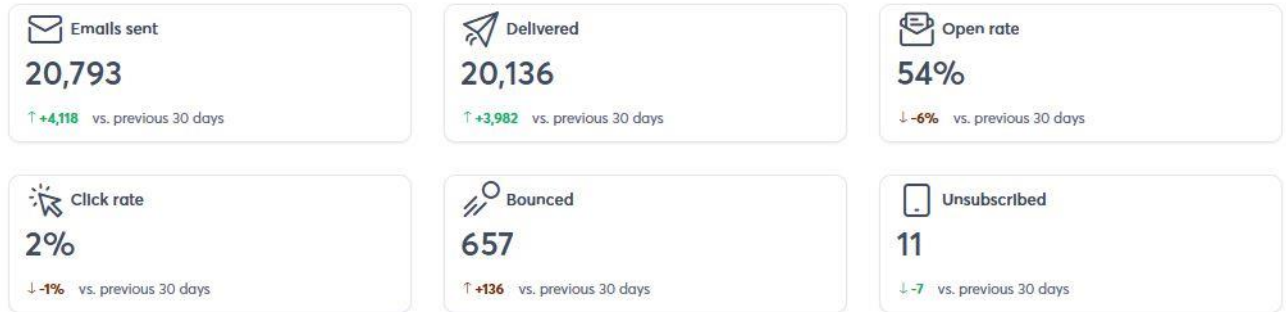 Emails sent
20,793
↑ +4,118 vs. previous 30 days
Delivered
20,136
↑ +3,982 vs. previous 30 days
Open rate
54%
↓ -6% vs. previous 30 days
Click rate
2%
↓ -1% vs. previous 30 days
Bounced
657
↑ +136 vs. previous 30 days
Unsubscribed
11
↓ -7 vs. previous 30 days